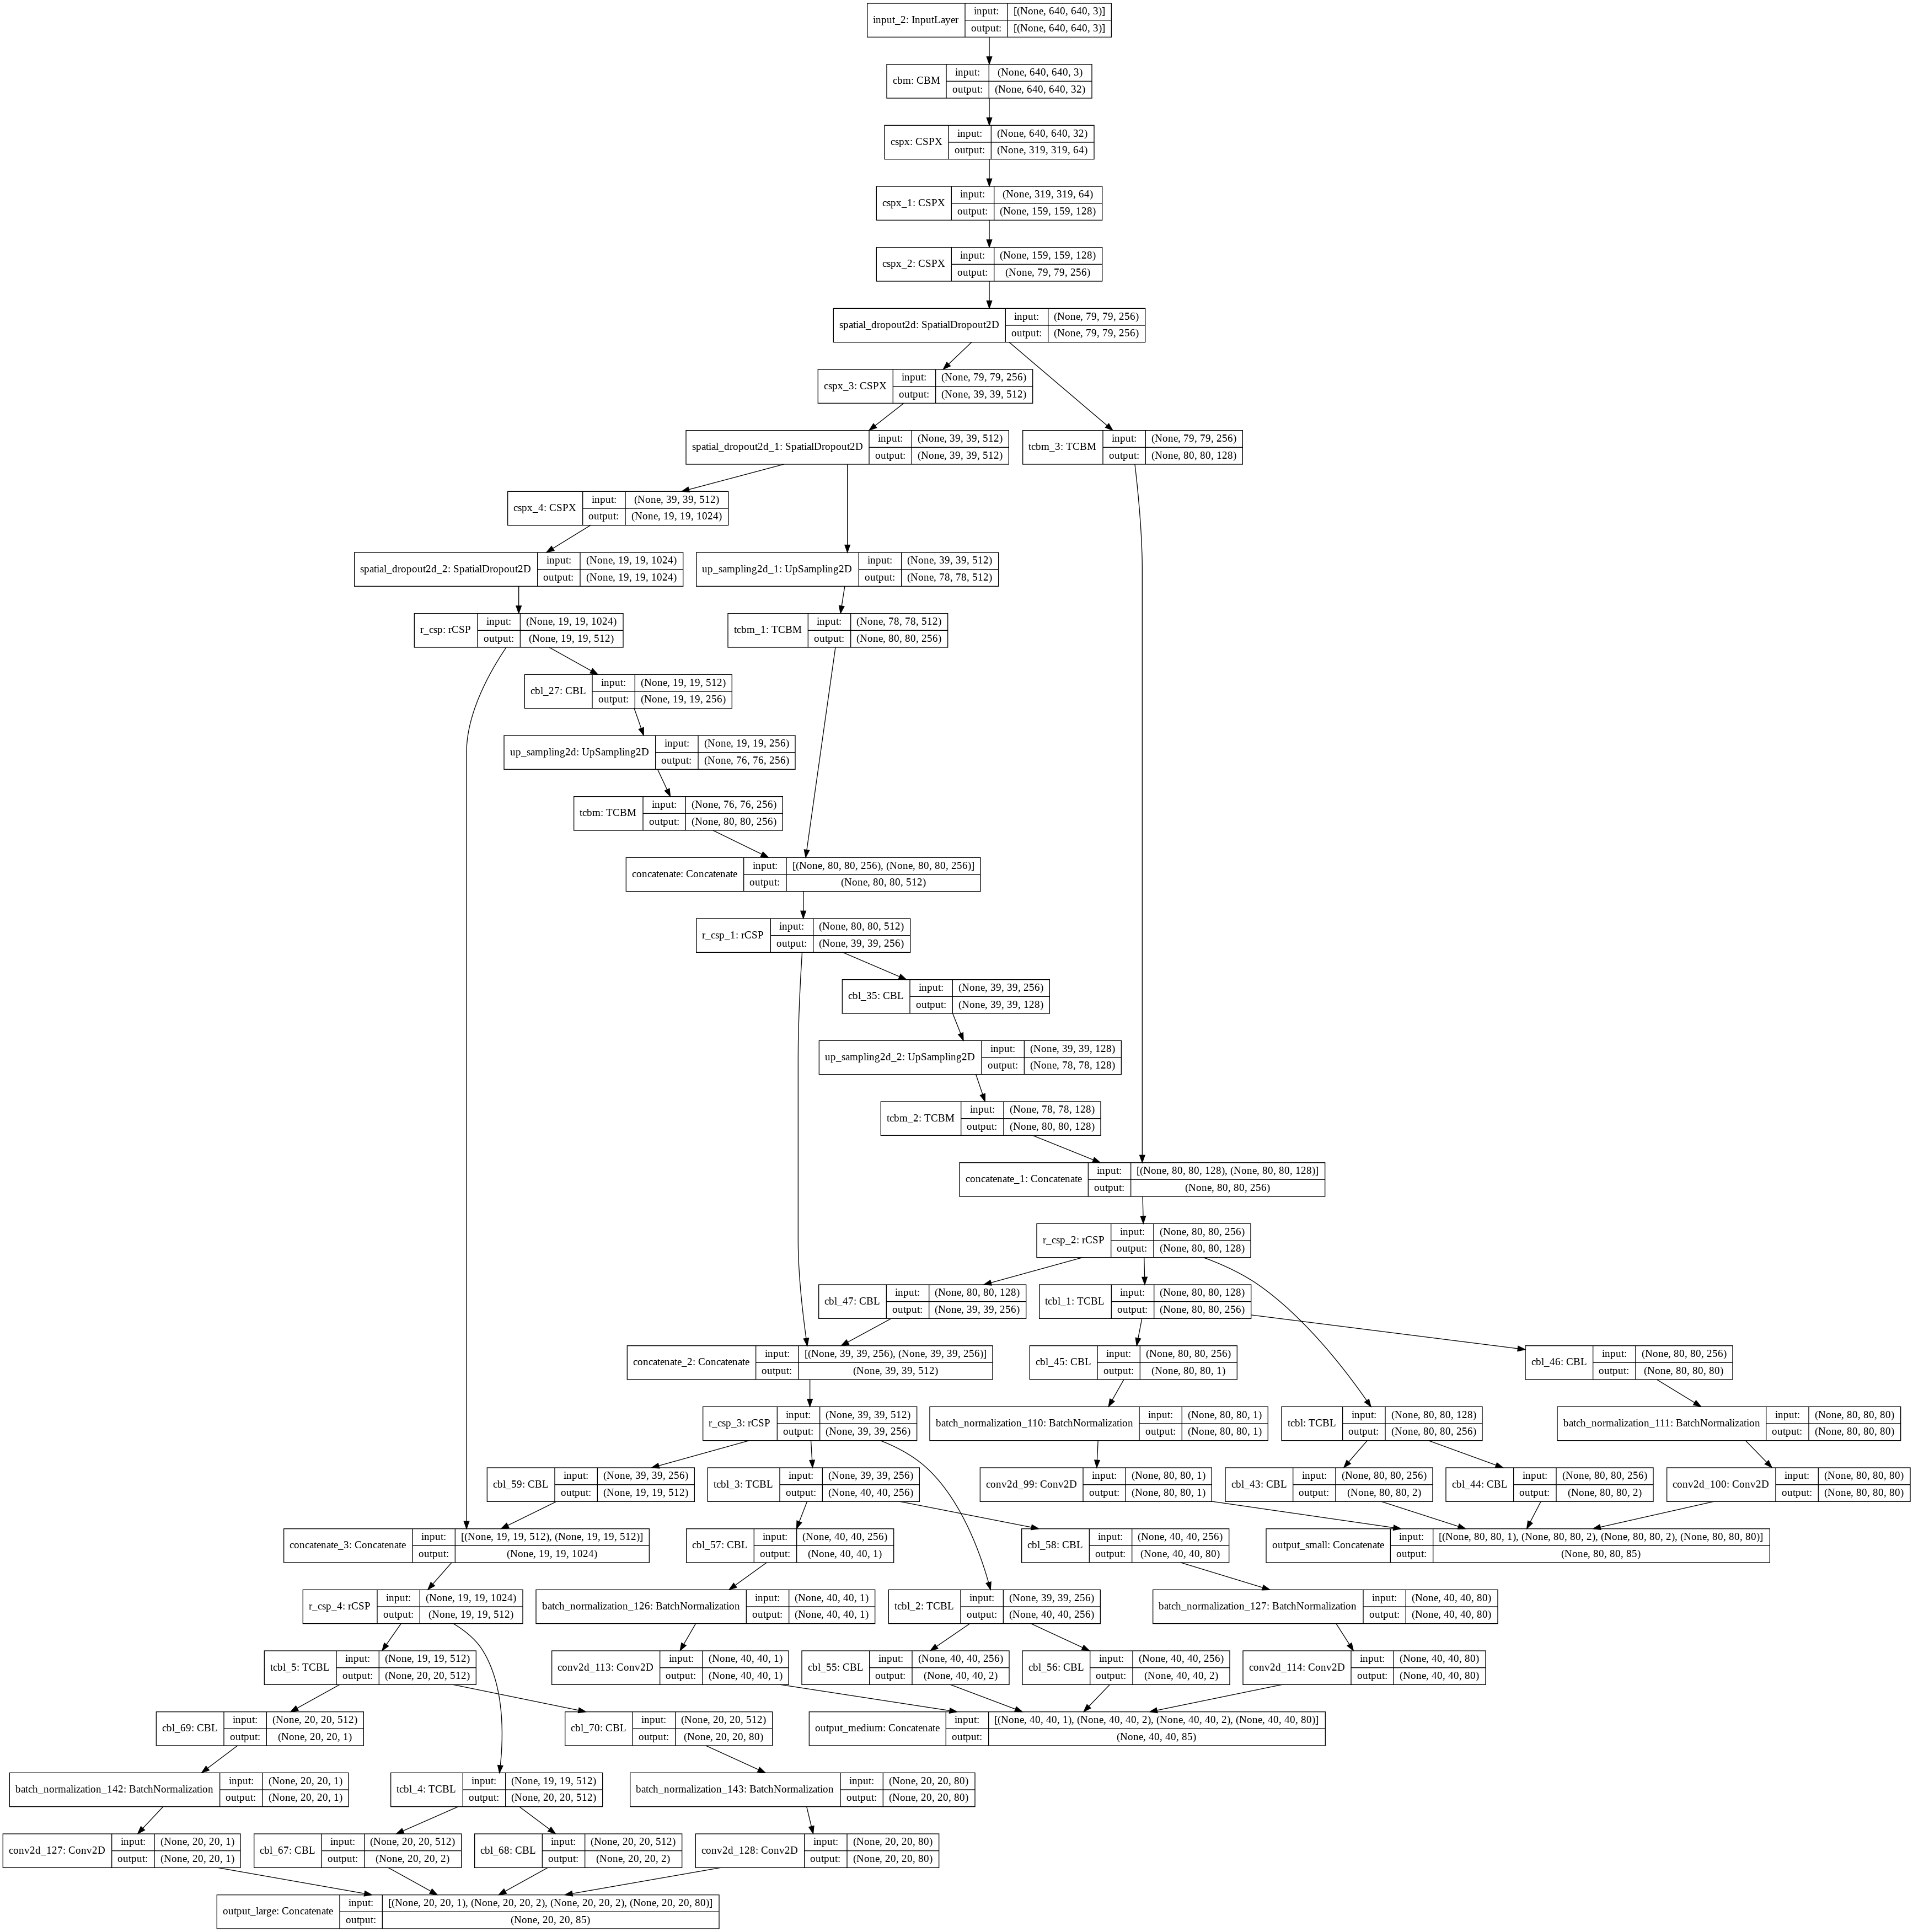 input_2: InputLayer
input: [(None, 640, 640, 3)]
output: [(None, 640, 640, 3)]
cbm: CBM
input: (None, 640, 640, 3)
output: (None, 640, 640, 32)
cspx: CSPX
input: (None, 640, 640, 32)
output: (None, 319, 319, 64)
cspx_1: CSPX
input: (None, 319, 319, 64)
output: (None, 159, 159, 128)
cspx_2: CSPX
input: (None, 159, 159, 128)
output: (None, 79, 79, 256)
spatial_dropout2d: SpatialDropout2D
input: (None, 79, 79, 256)
output: (None, 79, 79, 256)
cspx_3: CSPX
input: (None, 79, 79, 256)
output: (None, 39, 39, 512)
spatial_dropout2d_1: SpatialDropout2D
input: (None, 39, 39, 512)
output: (None, 39, 39, 512)
tcbm_3: TCBM
input: (None, 79, 79, 256)
output: (None, 80, 80, 128)
cspx_4: CSPX
input: (None, 39, 39, 512)
output: (None, 19, 19, 1024)
spatial_dropout2d_2: SpatialDropout2D
input: (None, 19, 19, 1024)
output: (None, 19, 19, 1024)
up_sampling2d_1: UpSampling2D
input: (None, 39, 39, 512)
output: (None, 78, 78, 512)
r_csp: rCSP
input: (None, 19, 19, 1024)
output: (None, 19, 19, 512)
tcbm_1: TCBM
input: (None, 78, 78, 512)
output: (None, 80, 80, 256)
cbl_27: CBL
input: (None, 19, 19, 512)
output: (None, 19, 19, 256)
up_sampling2d: UpSampling2D
input: (None, 19, 19, 256)
output: (None, 76, 76, 256)
tcbm: TCBM
input: (None, 76, 76, 256)
output: (None, 80, 80, 256)
concatenate: Concatenate
input: [(None, 80, 80, 256), (None, 80, 80, 256)]
output: (None, 80, 80, 512)
r_csp_1: rCSP
input: (None, 80, 80, 512)
output: (None, 39, 39, 256)
cbl_35: CBL
input: (None, 39, 39, 256)
output: (None, 39, 39, 128)
up_sampling2d_2: UpSampling2D
input: (None, 39, 39, 128)
output: (None, 78, 78, 128)
tcbm_2: TCBM
input: (None, 78, 78, 128)
output: (None, 80, 80, 128)
concatenate_1: Concatenate
input: [(None, 80, 80, 128), (None, 80, 80, 128)]
output: (None, 80, 80, 256)
r_csp_2: rCSP
input: (None, 80, 80, 256)
output: (None, 80, 80, 128)
cbl_47: CBL
input: (None, 80, 80, 128)
output: (None, 39, 39, 256)
tcbl_1: TCBL
input: (None, 80, 80, 128)
output: (None, 80, 80, 256)
concatenate_2: Concatenate
input: [(None, 39, 39, 256), (None, 39, 39, 256)]
output: (None, 39, 39, 512)
cbl_45: CBL
input: (None, 80, 80, 256)
output: (None, 80, 80, 1)
cbl_46: CBL
input: (None, 80, 80, 256)
output: (None, 80, 80, 80)
r_csp_3: rCSP
input: (None, 39, 39, 512)
output: (None, 39, 39, 256)
batch_normalization_110: BatchNormalization
input: (None, 80, 80, 1)
output: (None, 80, 80, 1)
tcbl: TCBL
input: (None, 80, 80, 128)
output: (None, 80, 80, 256)
batch_normalization_111: BatchNormalization
input: (None, 80, 80, 80)
output: (None, 80, 80, 80)
cbl_59: CBL
input: (None, 39, 39, 256)
output: (None, 19, 19, 512)
tcbl_3: TCBL
input: (None, 39, 39, 256)
output: (None, 40, 40, 256)
conv2d_99: Conv2D
input: (None, 80, 80, 1)
output: (None, 80, 80, 1)
cbl_43: CBL
input: (None, 80, 80, 256)
output: (None, 80, 80, 2)
cbl_44: CBL
input: (None, 80, 80, 256)
output: (None, 80, 80, 2)
conv2d_100: Conv2D
input: (None, 80, 80, 80)
output: (None, 80, 80, 80)
concatenate_3: Concatenate
input: [(None, 19, 19, 512), (None, 19, 19, 512)]
output: (None, 19, 19, 1024)
cbl_57: CBL
input: (None, 40, 40, 256)
output: (None, 40, 40, 1)
cbl_58: CBL
input: (None, 40, 40, 256)
output: (None, 40, 40, 80)
output_small: Concatenate
input: [(None, 80, 80, 1), (None, 80, 80, 2), (None, 80, 80, 2), (None, 80, 80, 80)]
output: (None, 80, 80, 85)
r_csp_4: rCSP
input: (None, 19, 19, 1024)
output: (None, 19, 19, 512)
batch_normalization_126: BatchNormalization
input: (None, 40, 40, 1)
output: (None, 40, 40, 1)
tcbl_2: TCBL
input: (None, 39, 39, 256)
output: (None, 40, 40, 256)
batch_normalization_127: BatchNormalization
input: (None, 40, 40, 80)
output: (None, 40, 40, 80)
tcbl_5: TCBL
input: (None, 19, 19, 512)
output: (None, 20, 20, 512)
conv2d_113: Conv2D
input: (None, 40, 40, 1)
output: (None, 40, 40, 1)
cbl_55: CBL
input: (None, 40, 40, 256)
output: (None, 40, 40, 2)
cbl_56: CBL
input: (None, 40, 40, 256)
output: (None, 40, 40, 2)
conv2d_114: Conv2D
input: (None, 40, 40, 80)
output: (None, 40, 40, 80)
cbl_69: CBL
input: (None, 20, 20, 512)
output: (None, 20, 20, 1)
cbl_70: CBL
input: (None, 20, 20, 512)
output: (None, 20, 20, 80)
output_medium: Concatenate
input: [(None, 40, 40, 1), (None, 40, 40, 2), (None, 40, 40, 2), (None, 40, 40, 80)]
output: (None, 40, 40, 85)
batch_normalization_142: BatchNormalization
input: (None, 20, 20, 1)
output: (None, 20, 20, 1)
tcbl_4: TCBL
input: (None, 19, 19, 512)
output: (None, 20, 20, 512)
batch_normalization_143: BatchNormalization
input: (None, 20, 20, 80)
output: (None, 20, 20, 80)
conv2d_127: Conv2D
input: (None, 20, 20, 1)
output: (None, 20, 20, 1)
cbl_67: CBL
input: (None, 20, 20, 512)
output: (None, 20, 20, 2)
cbl_68: CBL
input: (None, 20, 20, 512)
output: (None, 20, 20, 2)
conv2d_128: Conv2D
input: (None, 20, 20, 80)
output: (None, 20, 20, 80)
output_large: Concatenate
input: [(None, 20, 20, 1), (None, 20, 20, 2), (None, 20, 20, 2), (None, 20, 20, 80)]
output: (None, 20, 20, 85)